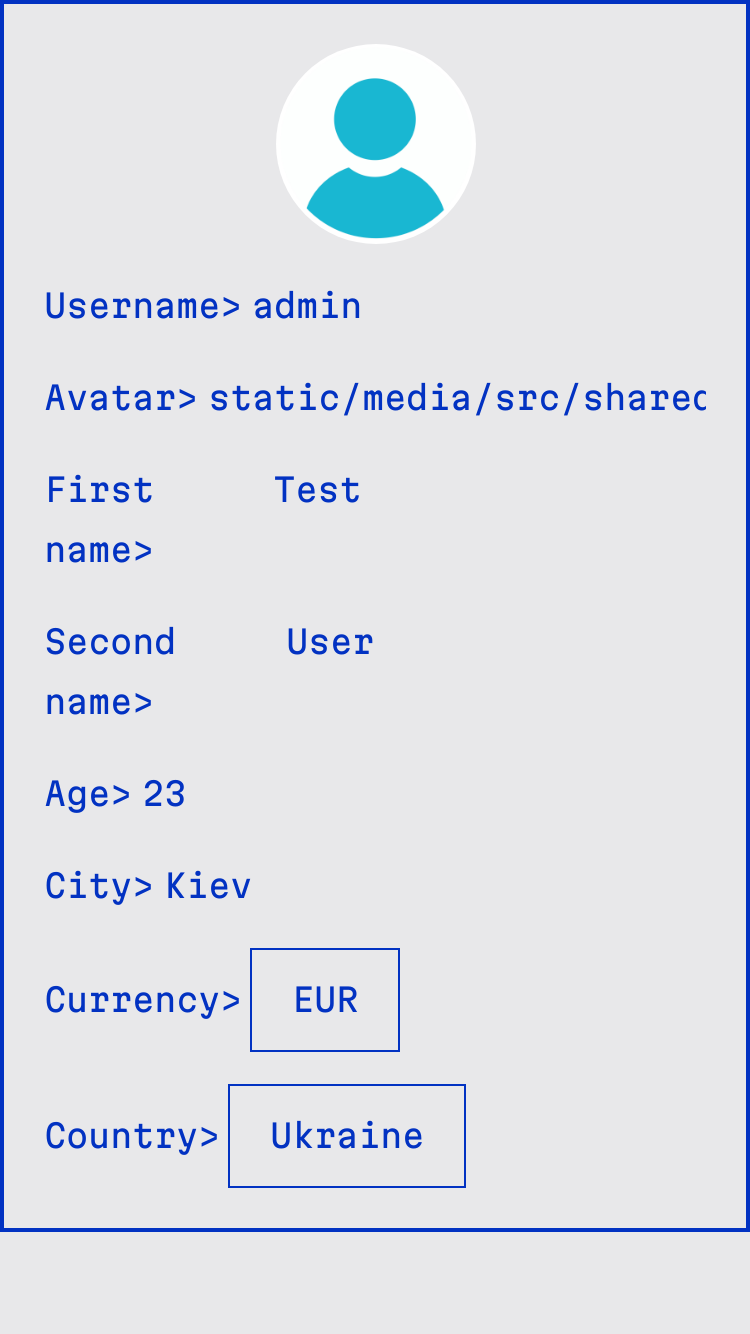 Username> admin
Avatar> static/media/src/shared
First Test
name>
Second User
name>
Age> 23
City> Kiev
Currency> EUR
Country> Ukraine